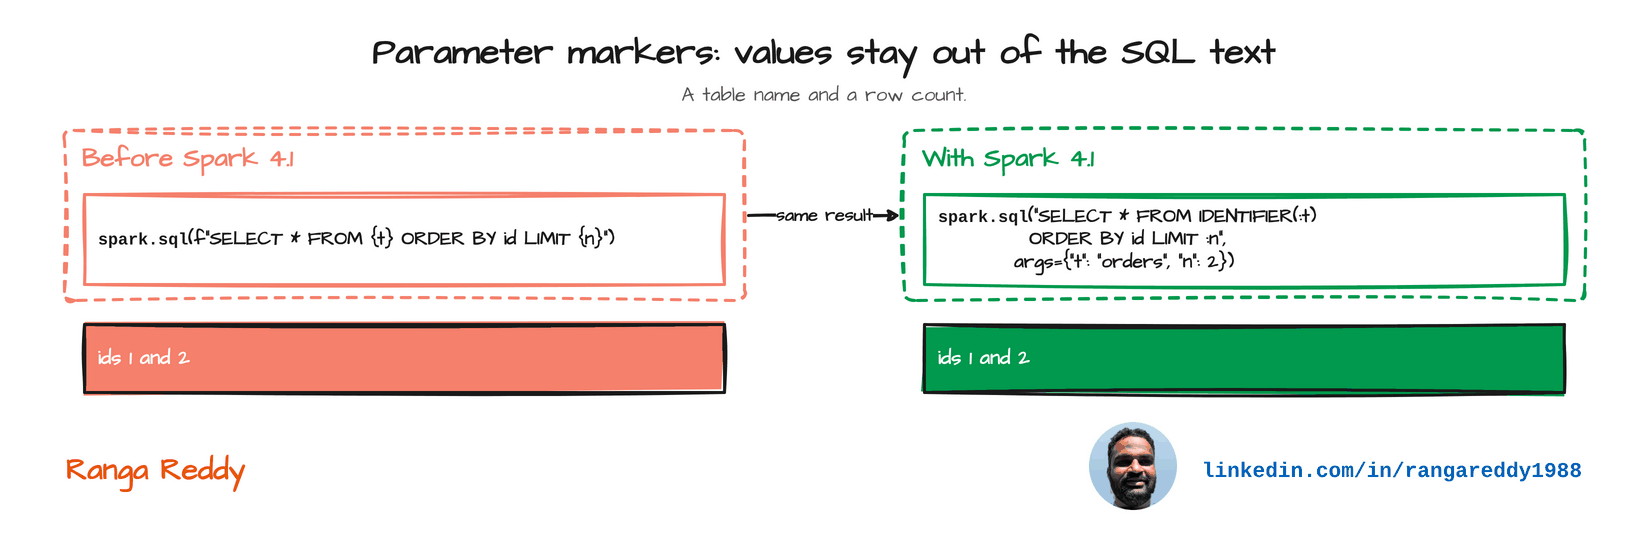 Parameter markers: values stay out of the SQL text
A table name and a row count.
Before Spark 4.1
spark.sql(f"SELECT * FROM {t} ORDER BY id LIMIT {n}")
same result
With Spark 4.1
spark.sql("SELECT * FROM IDENTIFIER(:t)
ORDER BY id LIMIT :n",
args={"t": "orders", "n": 2})
ids 1 and 2
ids 1 and 2
Ranga Reddy
linkedin.com/in/rangareddy1988